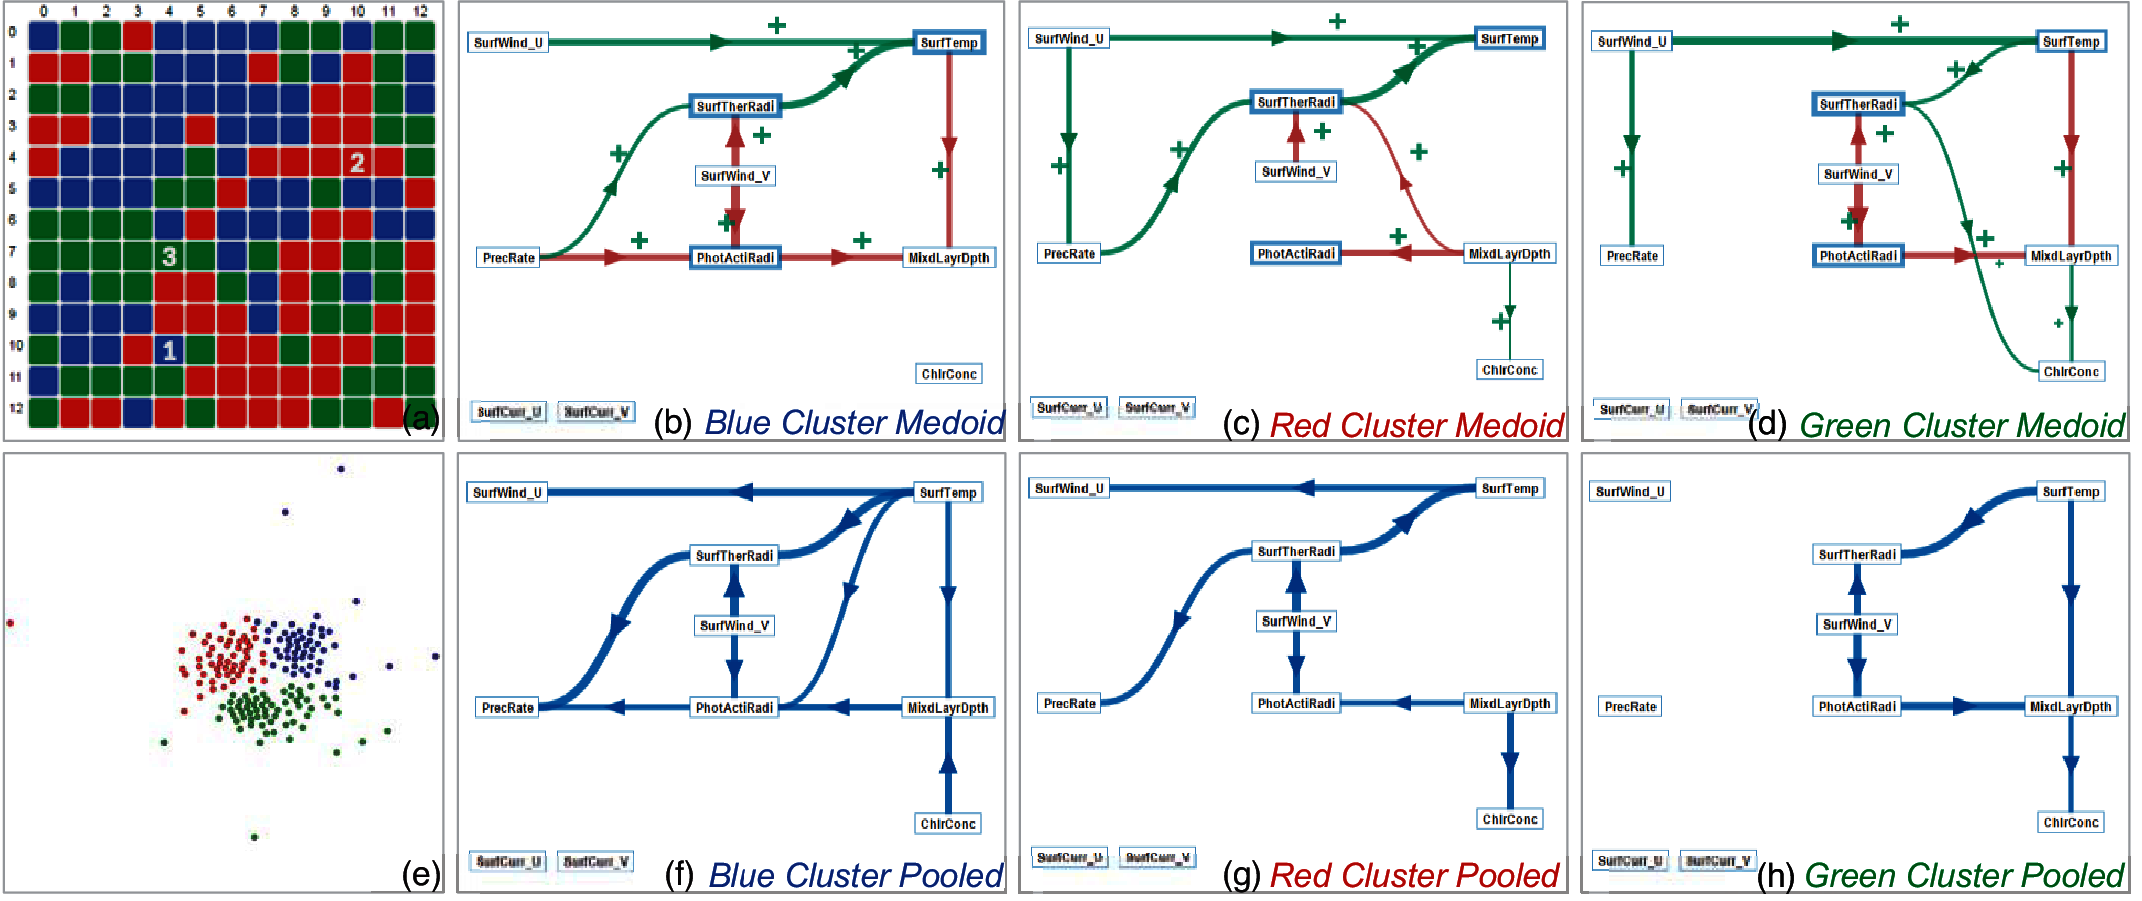 0 1 2 3 4 5 6 7 8 9 10 11 12
0
1
2
3
4
5
6
7
8
9
10
11
12
2
3
1
(a)
SurfWind_U
+
SurfTemp
+
SurfTherRadi
+
+
SurfWind_V
+
+
PrecRate
+
PhotActiRadi
+
MixdLayrDpth
ChlrConc
SurfCurr_U SurfCurr_V
(b) Blue Cluster Medoid
SurfWind_U
+
SurfTemp
+
SurfTherRadi
+
+
+
+
SurfWind_V
PrecRate
PhotActiRadi
+
MixdLayrDpth
+
ChlrConc
SurfCurr_U SurfCurr_V
(c) Red Cluster Medoid
SurfWind_U
+
SurfTemp
+
SurfTherRadi
+
+
SurfWind_V
+
+
PrecRate
PhotActiRadi
+
+
MixdLayrDpth
+
ChlrConc
SurfCurr_U SurfCurr_V
(d) Green Cluster Medoid
(e)
SurfWind_U
SurfTemp
SurfTherRadi
SurfWind_V
PrecRate
PhotActiRadi
MixdLayrDpth
ChlrConc
SurfCurr_U SurfCurr_V
(f) Blue Cluster Pooled
SurfWind_U
SurfTemp
SurfTherRadi
SurfWind_V
PrecRate
PhotActiRadi
MixdLayrDpth
ChlrConc
SurfCurr_U SurfCurr_V
(g) Red Cluster Pooled
SurfWind_U
SurfTemp
SurfTherRadi
SurfWind_V
PrecRate
PhotActiRadi
MixdLayrDpth
ChlrConc
SurfCurr_U SurfCurr_V
(h) Green Cluster Pooled